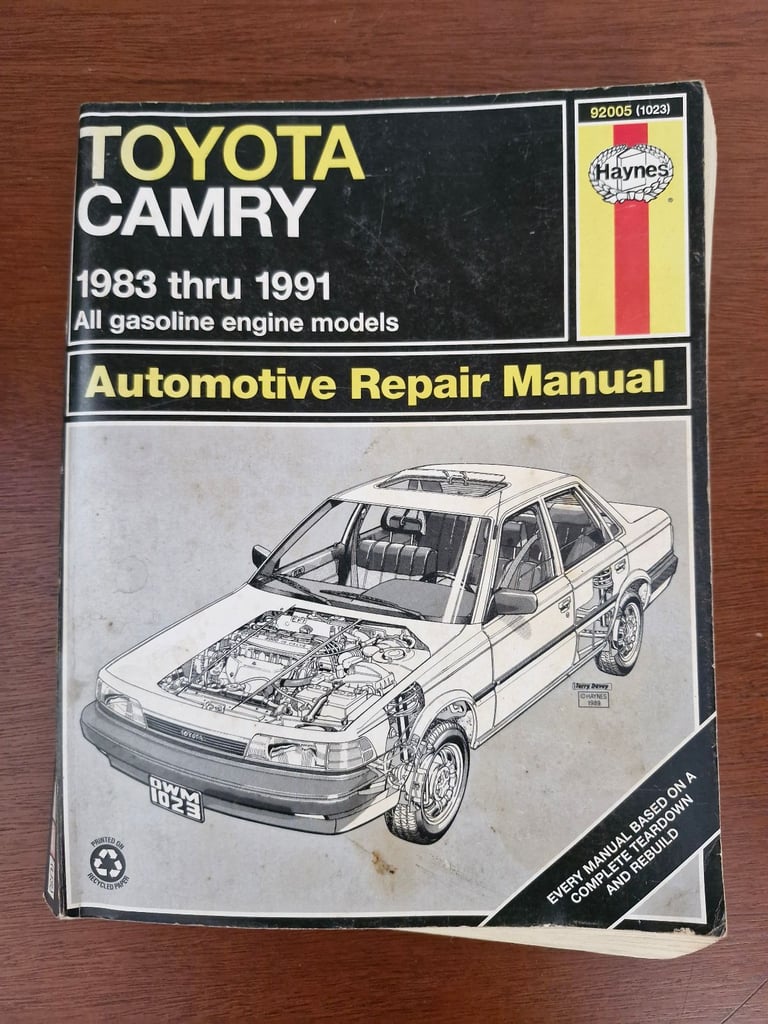 92005 (1023)
Haynes
®
TOYOTA
CAMRY
1983 thru 1991
All gasoline engine models
Automotive Repair Manual
Terry Davey
© HAYNES
1989
TOYOTA
OWM
1023
PRINTED ON
RECYCLED PAPER
EVERY MANUAL BASED ON A
COMPLETE TEARDOWN
AND REBUILD